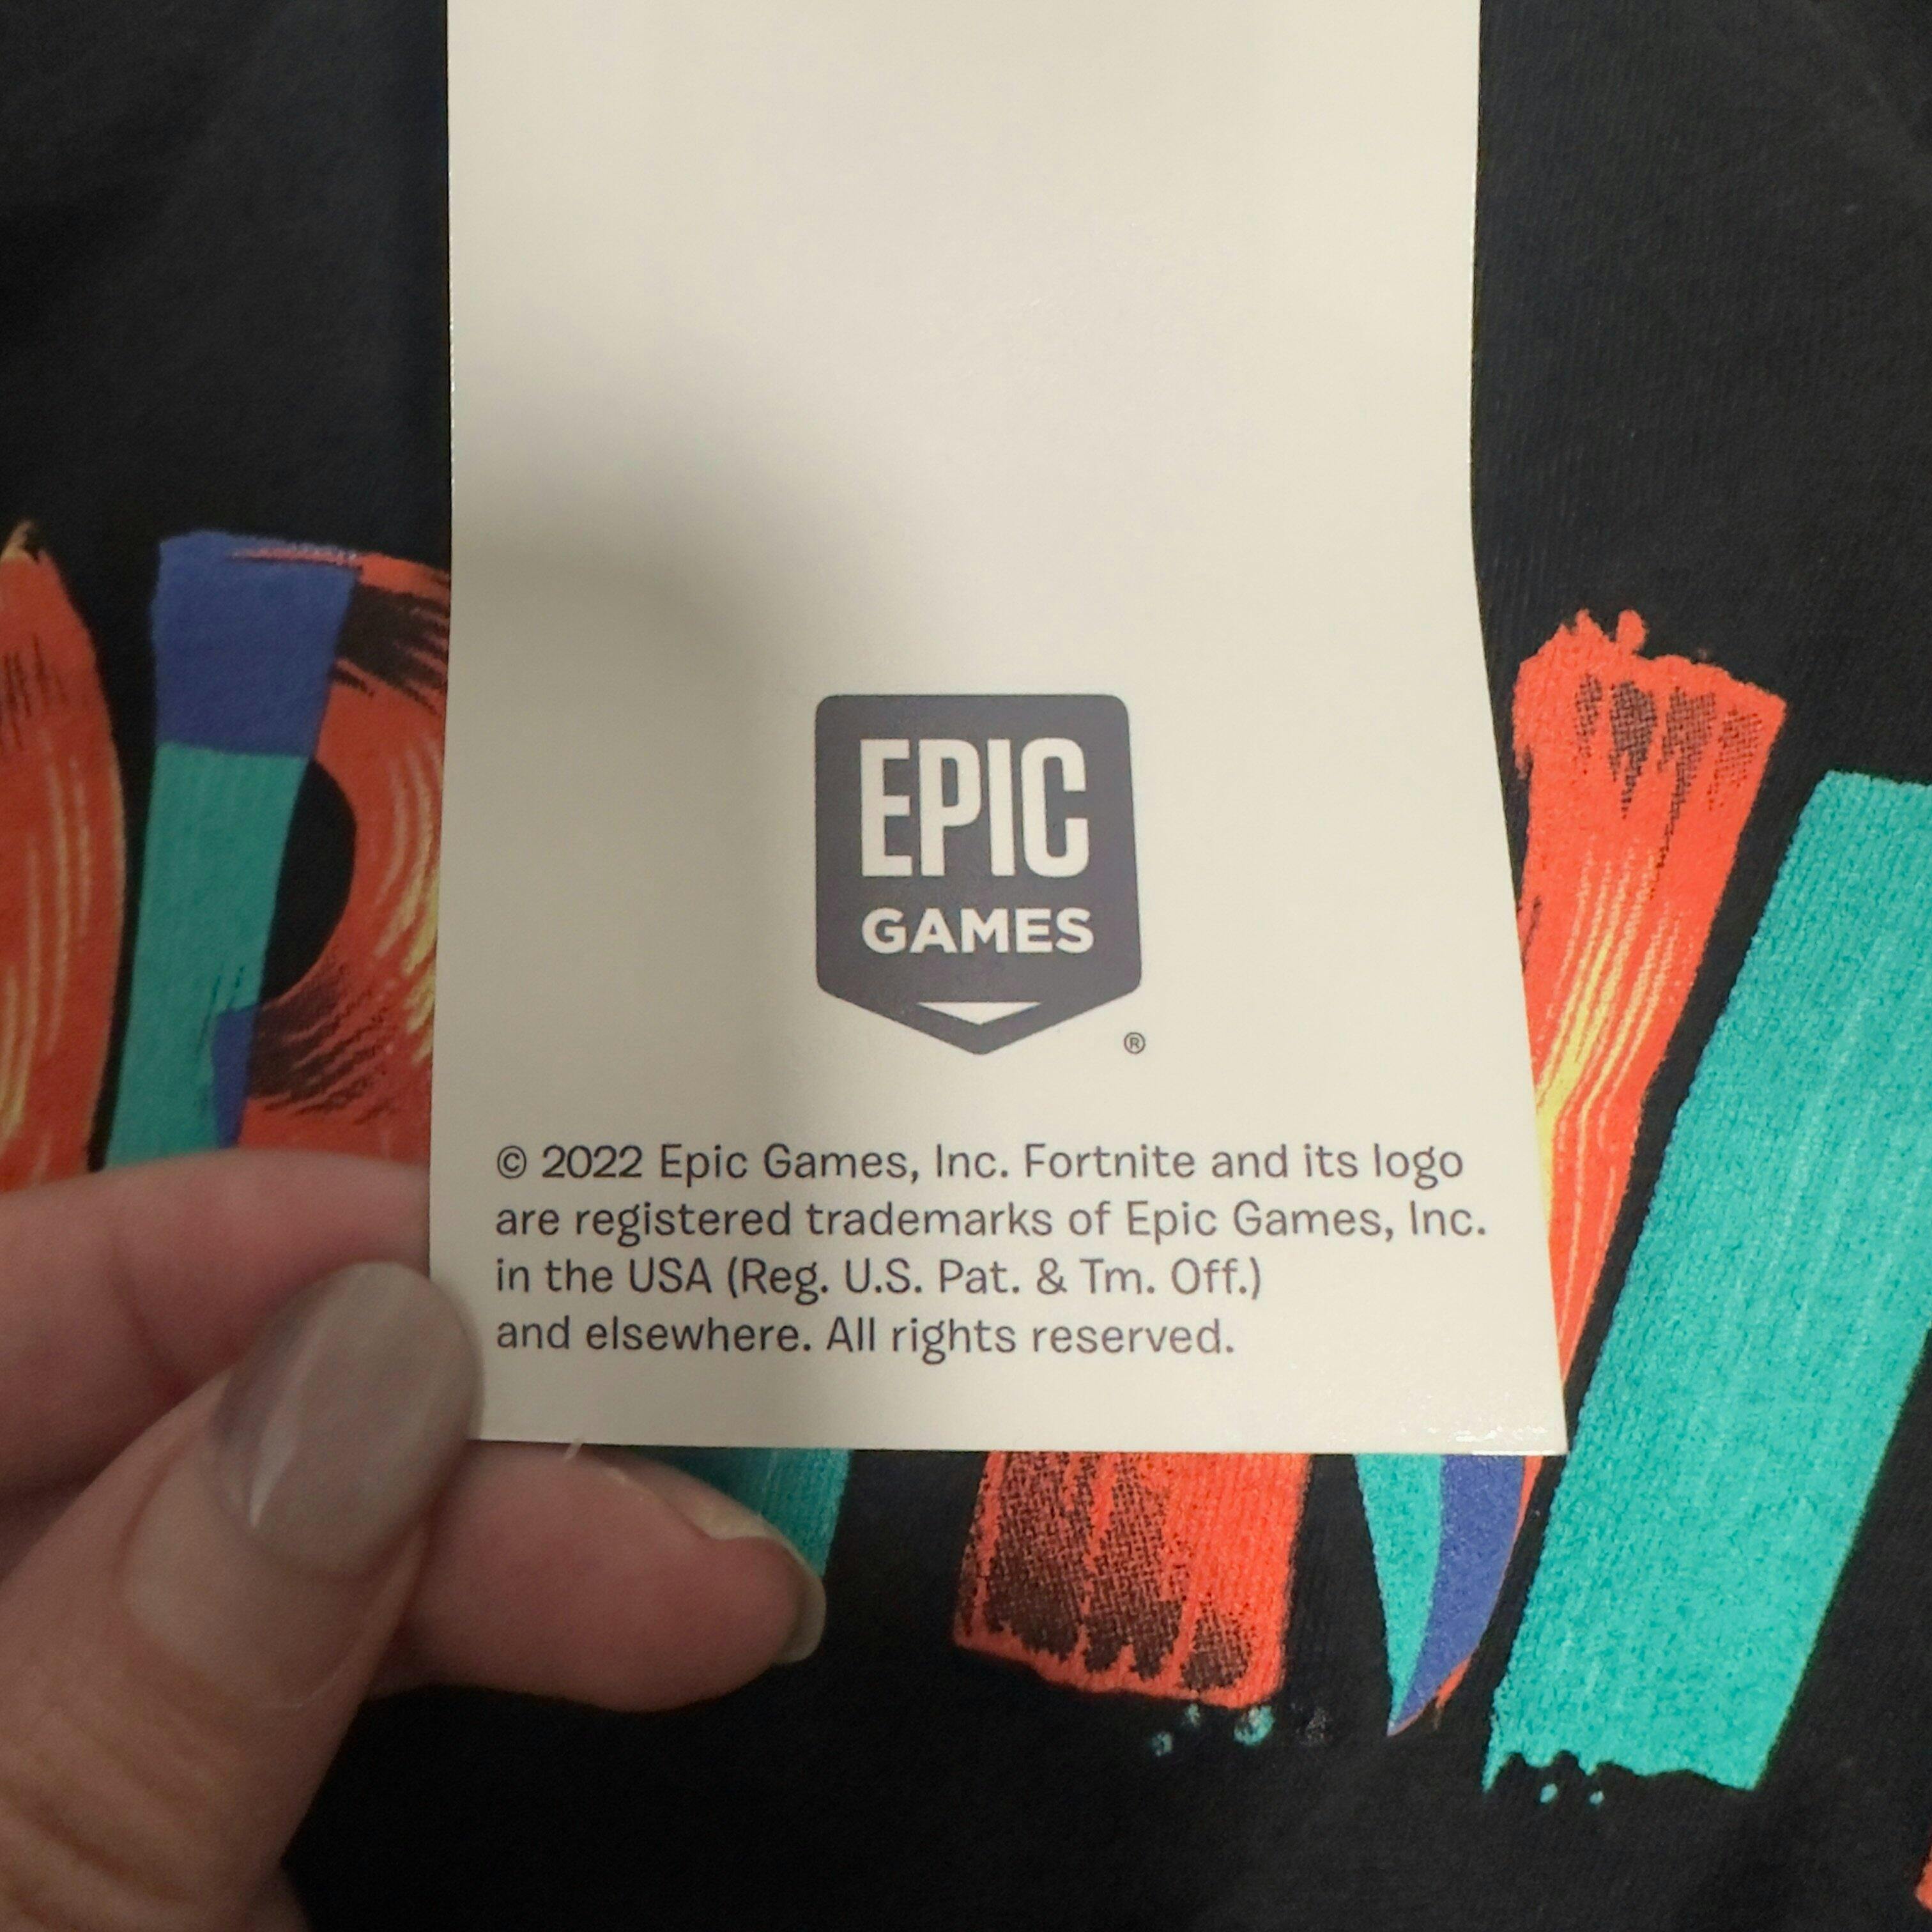 EPIC
GAMES
®
© 2022 Epic Games, Inc. Fortnite and its logo
are registered trademarks of Epic Games, Inc.
in the USA (Reg. U.S. Pat. & Tm. Off.)
and elsewhere. All rights reserved.